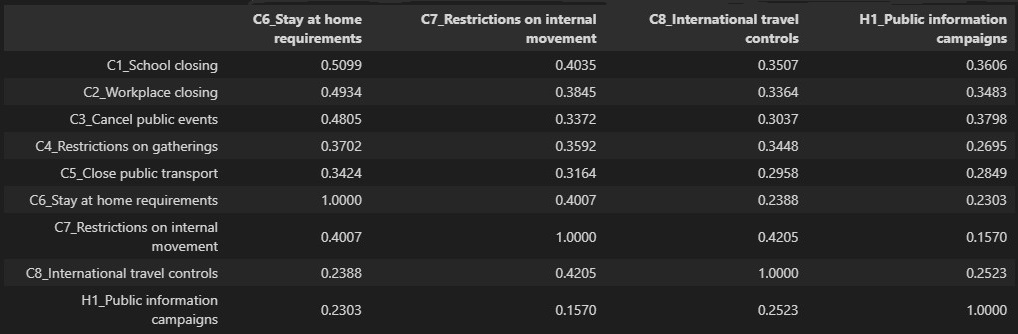 C6_Stay at home requirements C7_Restrictions on internal movement C8_International travel controls H1_Public information campaigns
C1_School closing 0.5099 0.4035 0.3507 0.3606
C2_Workplace closing 0.4934 0.3845 0.3364 0.3483
C3_Cancel public events 0.4805 0.3372 0.3037 0.3798
C4_Restrictions on gatherings 0.3702 0.3592 0.3448 0.2695
C5_Close public transport 0.3424 0.3164 0.2958 0.2849
C6_Stay at home requirements 1.0000 0.4007 0.2388 0.2303
C7_Restrictions on internal movement 0.4007 1.0000 0.4205 0.1570
C8_International travel controls 0.2388 0.4205 1.0000 0.2523
H1_Public information campaigns 0.2303 0.1570 0.2523 1.0000